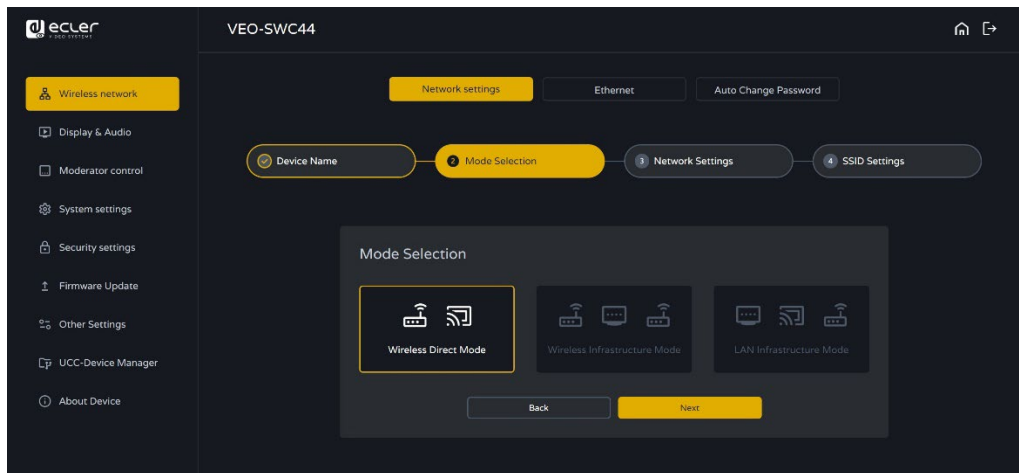 ecler
VIDEO SYSTEMS
VEO-SWC44
Wireless network
Display & Audio
Moderator control
System settings
Security settings
Firmware Update
Other Settings
UCC-Device Manager
About Device
Network settings
Ethernet
Auto Change Password
Device Name
2 Mode Selection
3 Network Settings
4 SSID Settings
Mode Selection
Wireless Direct Mode
Wireless Infrastructure Mode
LAN Infrastructure Mode
Back
Next